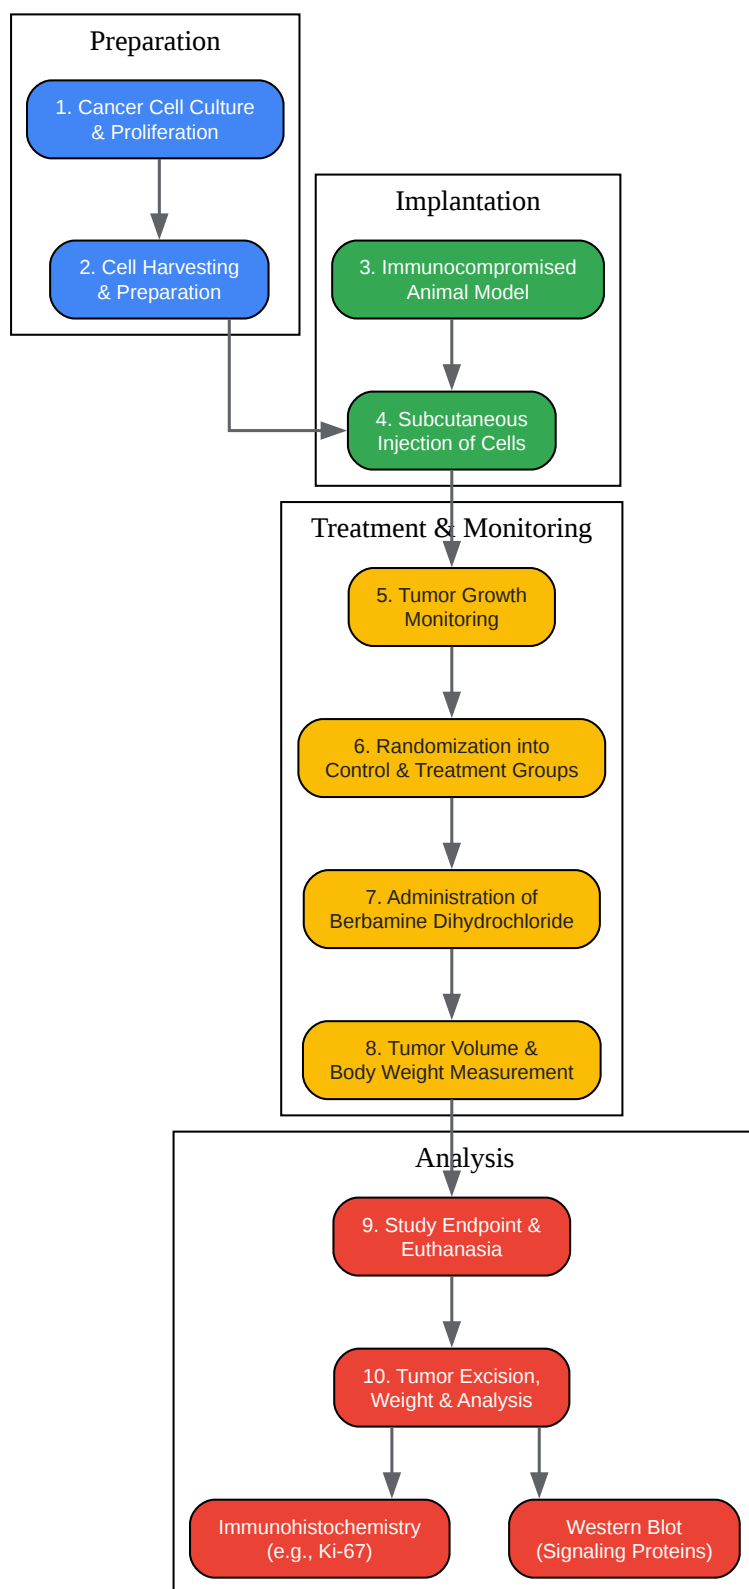 Preparation
1. Cancer Cell Culture
& Proliferation
2. Cell Harvesting
& Preparation
Implantation
3. Immunocompromised
Animal Model
4. Subcutaneous
Injection of Cells
Treatment & Monitoring
5. Tumor Growth
Monitoring
6. Randomization into
Control & Treatment Groups
7. Administration of
Berbamine Dihydrochloride
8. Tumor Volume &
Body Weight Measurement
Analysis
9. Study Endpoint &
Euthanasia
10. Tumor Excision,
Weight & Analysis
Immunohistochemistry
(e.g., Ki-67)
Western Blot
(Signaling Proteins)